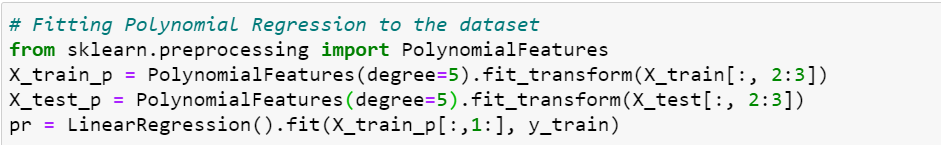 # Fitting Polynomial Regression to the dataset
from sklearn.preprocessing import PolynomialFeatures
X_train_p = PolynomialFeatures(degree=5).fit_transform(X_train[:, 2:3])
X_test_p = PolynomialFeatures(degree=5).fit_transform(X_test[:, 2:3])
pr = LinearRegression().fit(X_train_p[:,1:], y_train)